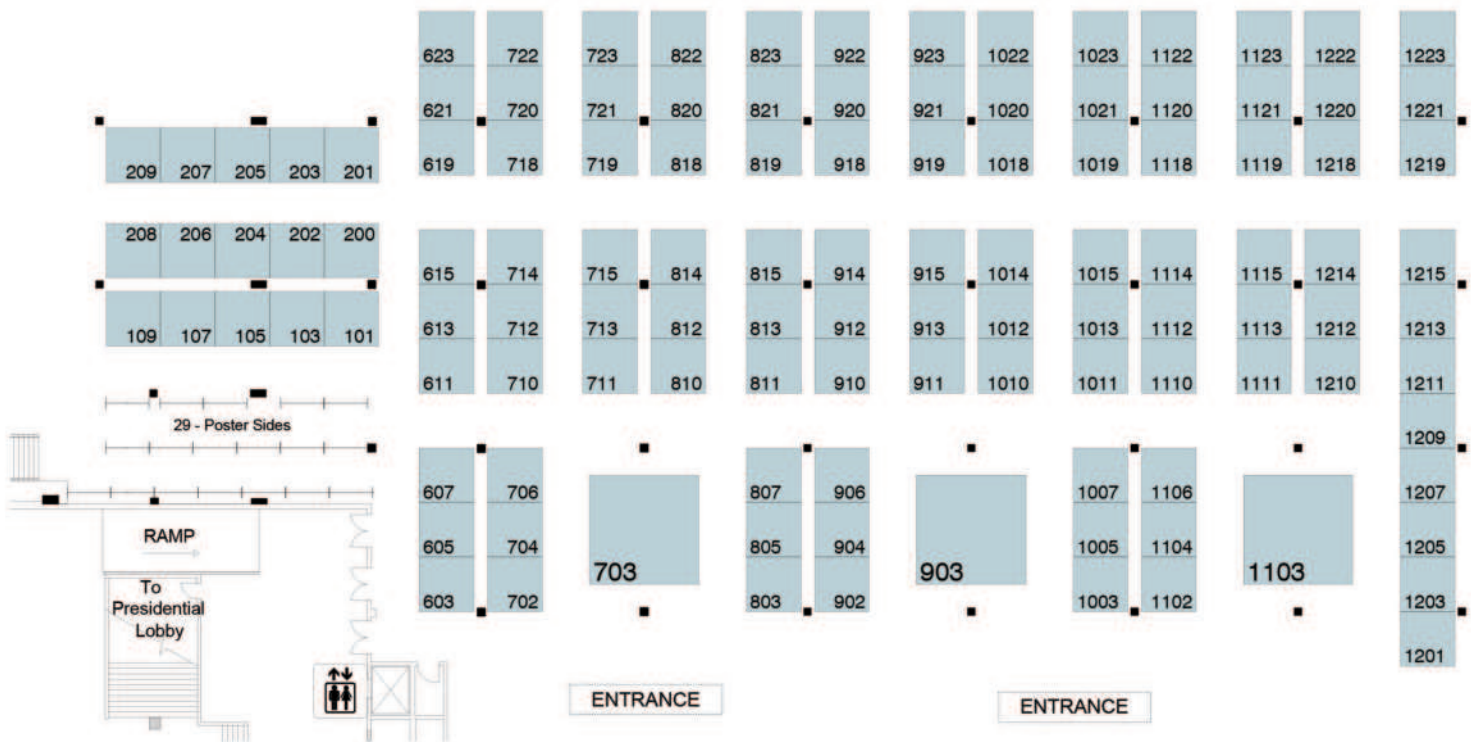 623 722 723 822 823 922 923 1022 1023 1122 1123 1222 1223
621 720 721 820 821 920 921 1020 1021 1120 1121 1220 1221
619 718 719 818 819 918 919 1018 1019 1118 1119 1218 1219
209 207 205 203 201
208 206 204 202 200
615 714 715 814 815 914 915 1014 1015 1114 1115 1214 1215
613 712 713 812 813 912 913 1012 1013 1112 1113 1212 1213
109 107 105 103 101
611 710 711 810 811 910 911 1010 1011 1110 1111 1210 1211
29 - Poster Sides
1209
607 706 807 906 1007 1106 1207
RAMP
605 704 805 904 1005 1104 1205
703 903 1103
To
Presidential
Lobby
603 702 803 902 1003 1102 1203
1201
ENTRANCE
ENTRANCE